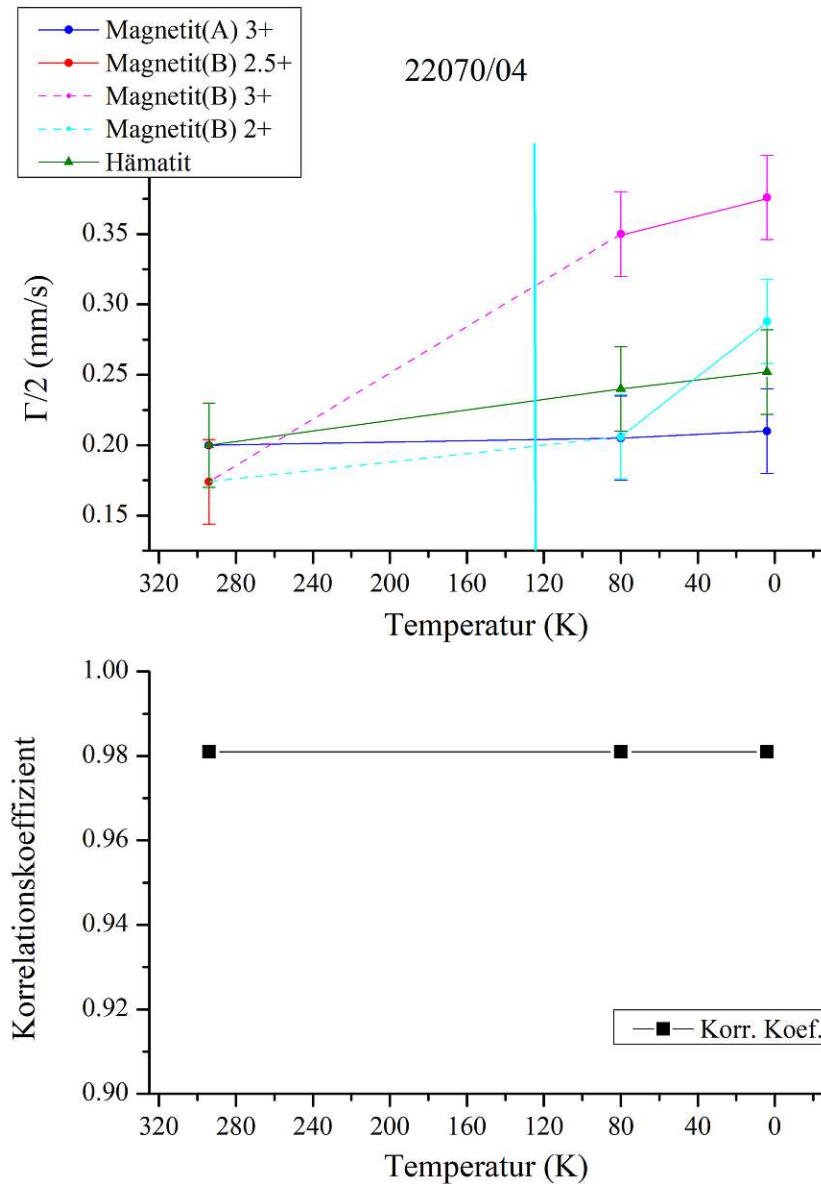 Magnetit(A) 3+
Magnetit(B) 2.5+
Magnetit(B) 3+
Magnetit(B) 2+
Hämatit
22070/04
Γ/2 (mm/s)
0.35
0.30
0.25
0.20
0.15
320 280 240 200 160 120 80 40 0
Temperatur (K)
Korrelationskoeffizient
1.00
0.98
0.96
0.94
0.92
0.90
Korr. Koef.
320 280 240 200 160 120 80 40 0
Temperatur (K)